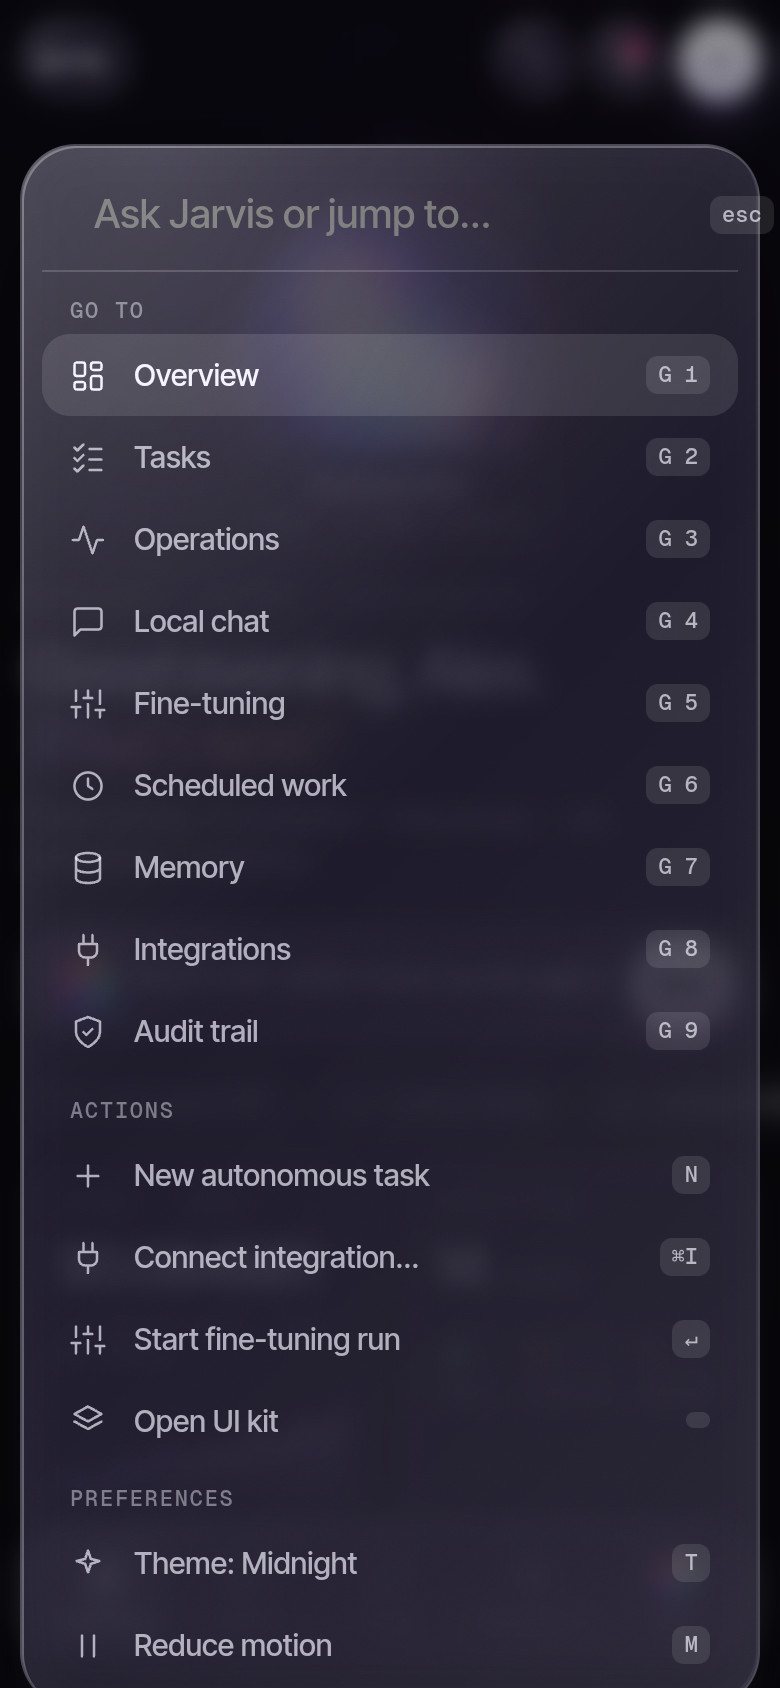 Ask Jarvis or jump to...
esc
GO TO
Overview G 1
Tasks G 2
Operations G 3
Local chat G 4
Fine-tuning G 5
Scheduled work G 6
Memory G 7
Integrations G 8
Audit trail G 9
ACTIONS
New autonomous task N
Connect integration... ⌘I
Start fine-tuning run ↵
Open UI kit
PREFERENCES
Theme: Midnight T
Reduce motion M